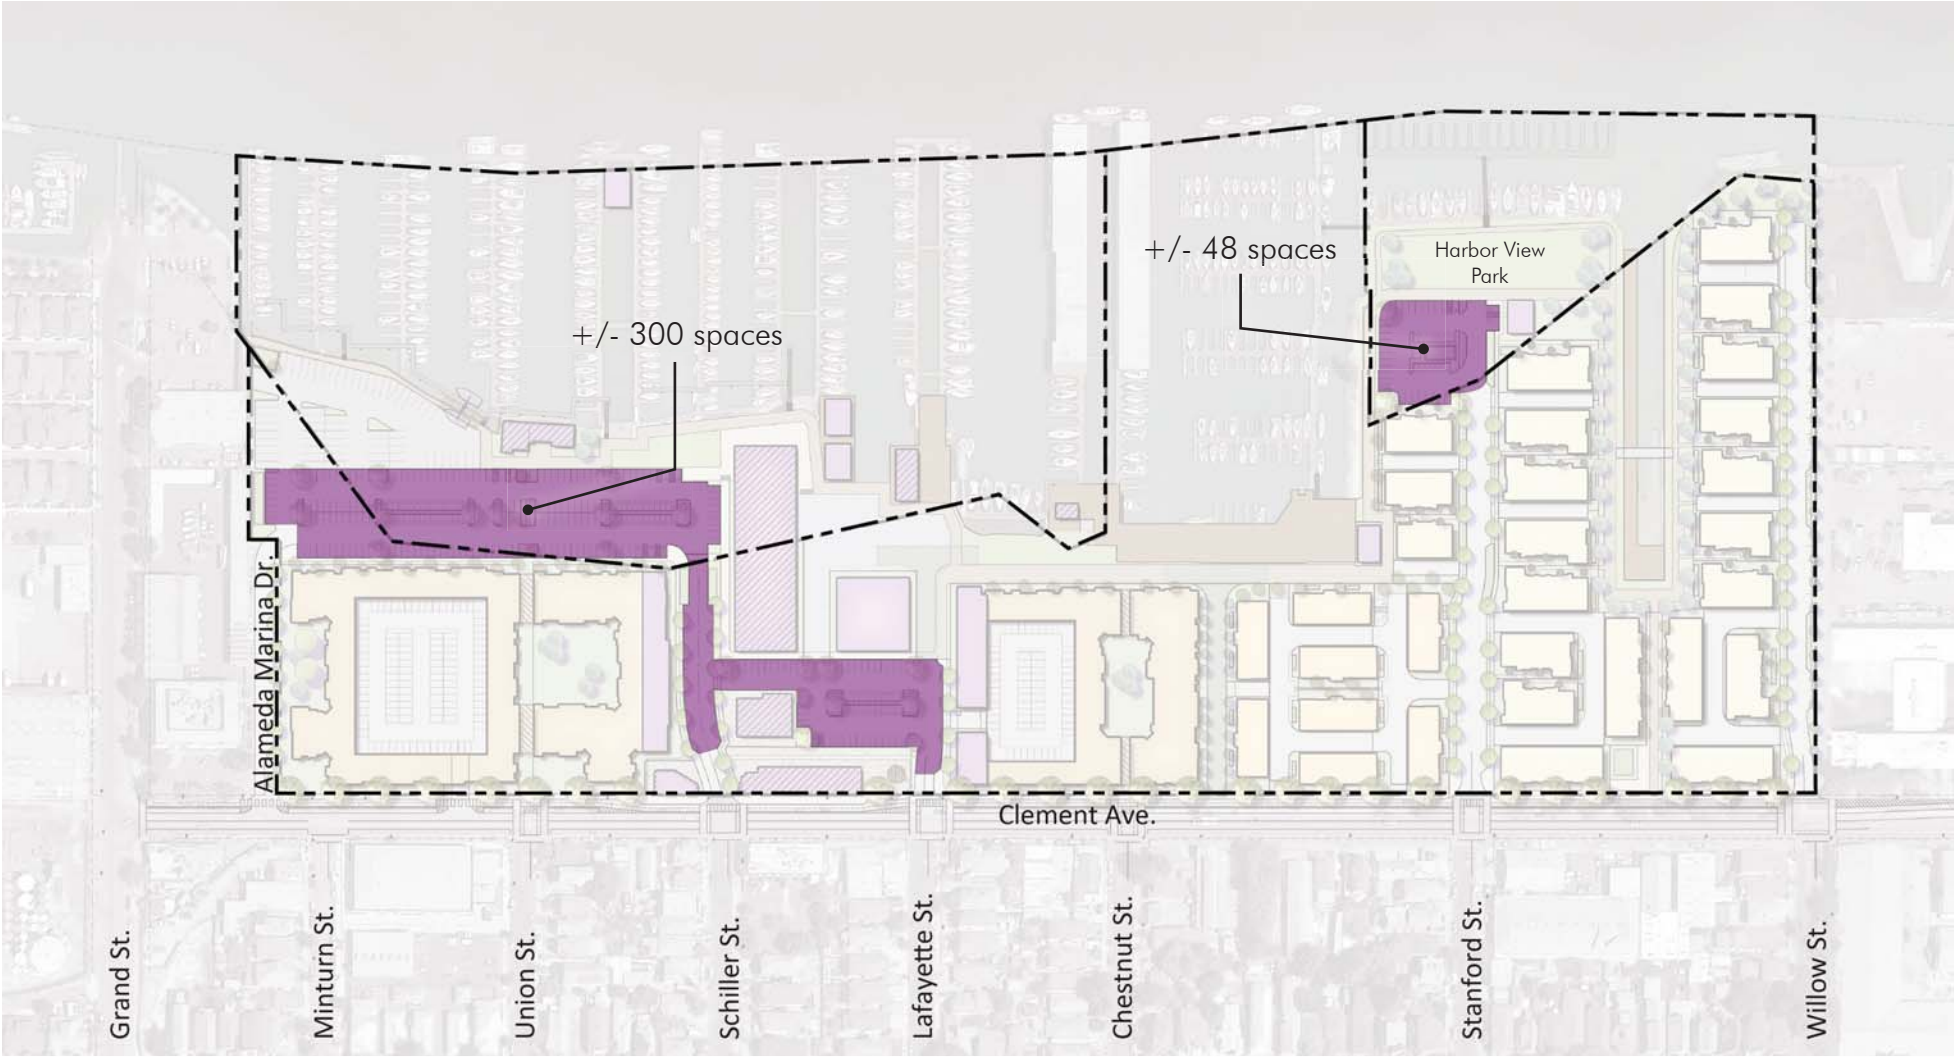 +/- 48 spaces
Harbor View
Park
+/- 300 spaces
Alameda Marina Dr.
Clement Ave.
Grand St.
Minturn St.
Union St.
Schiller St.
Lafayette St.
Chestnut St.
Stanford St.
Willow St.